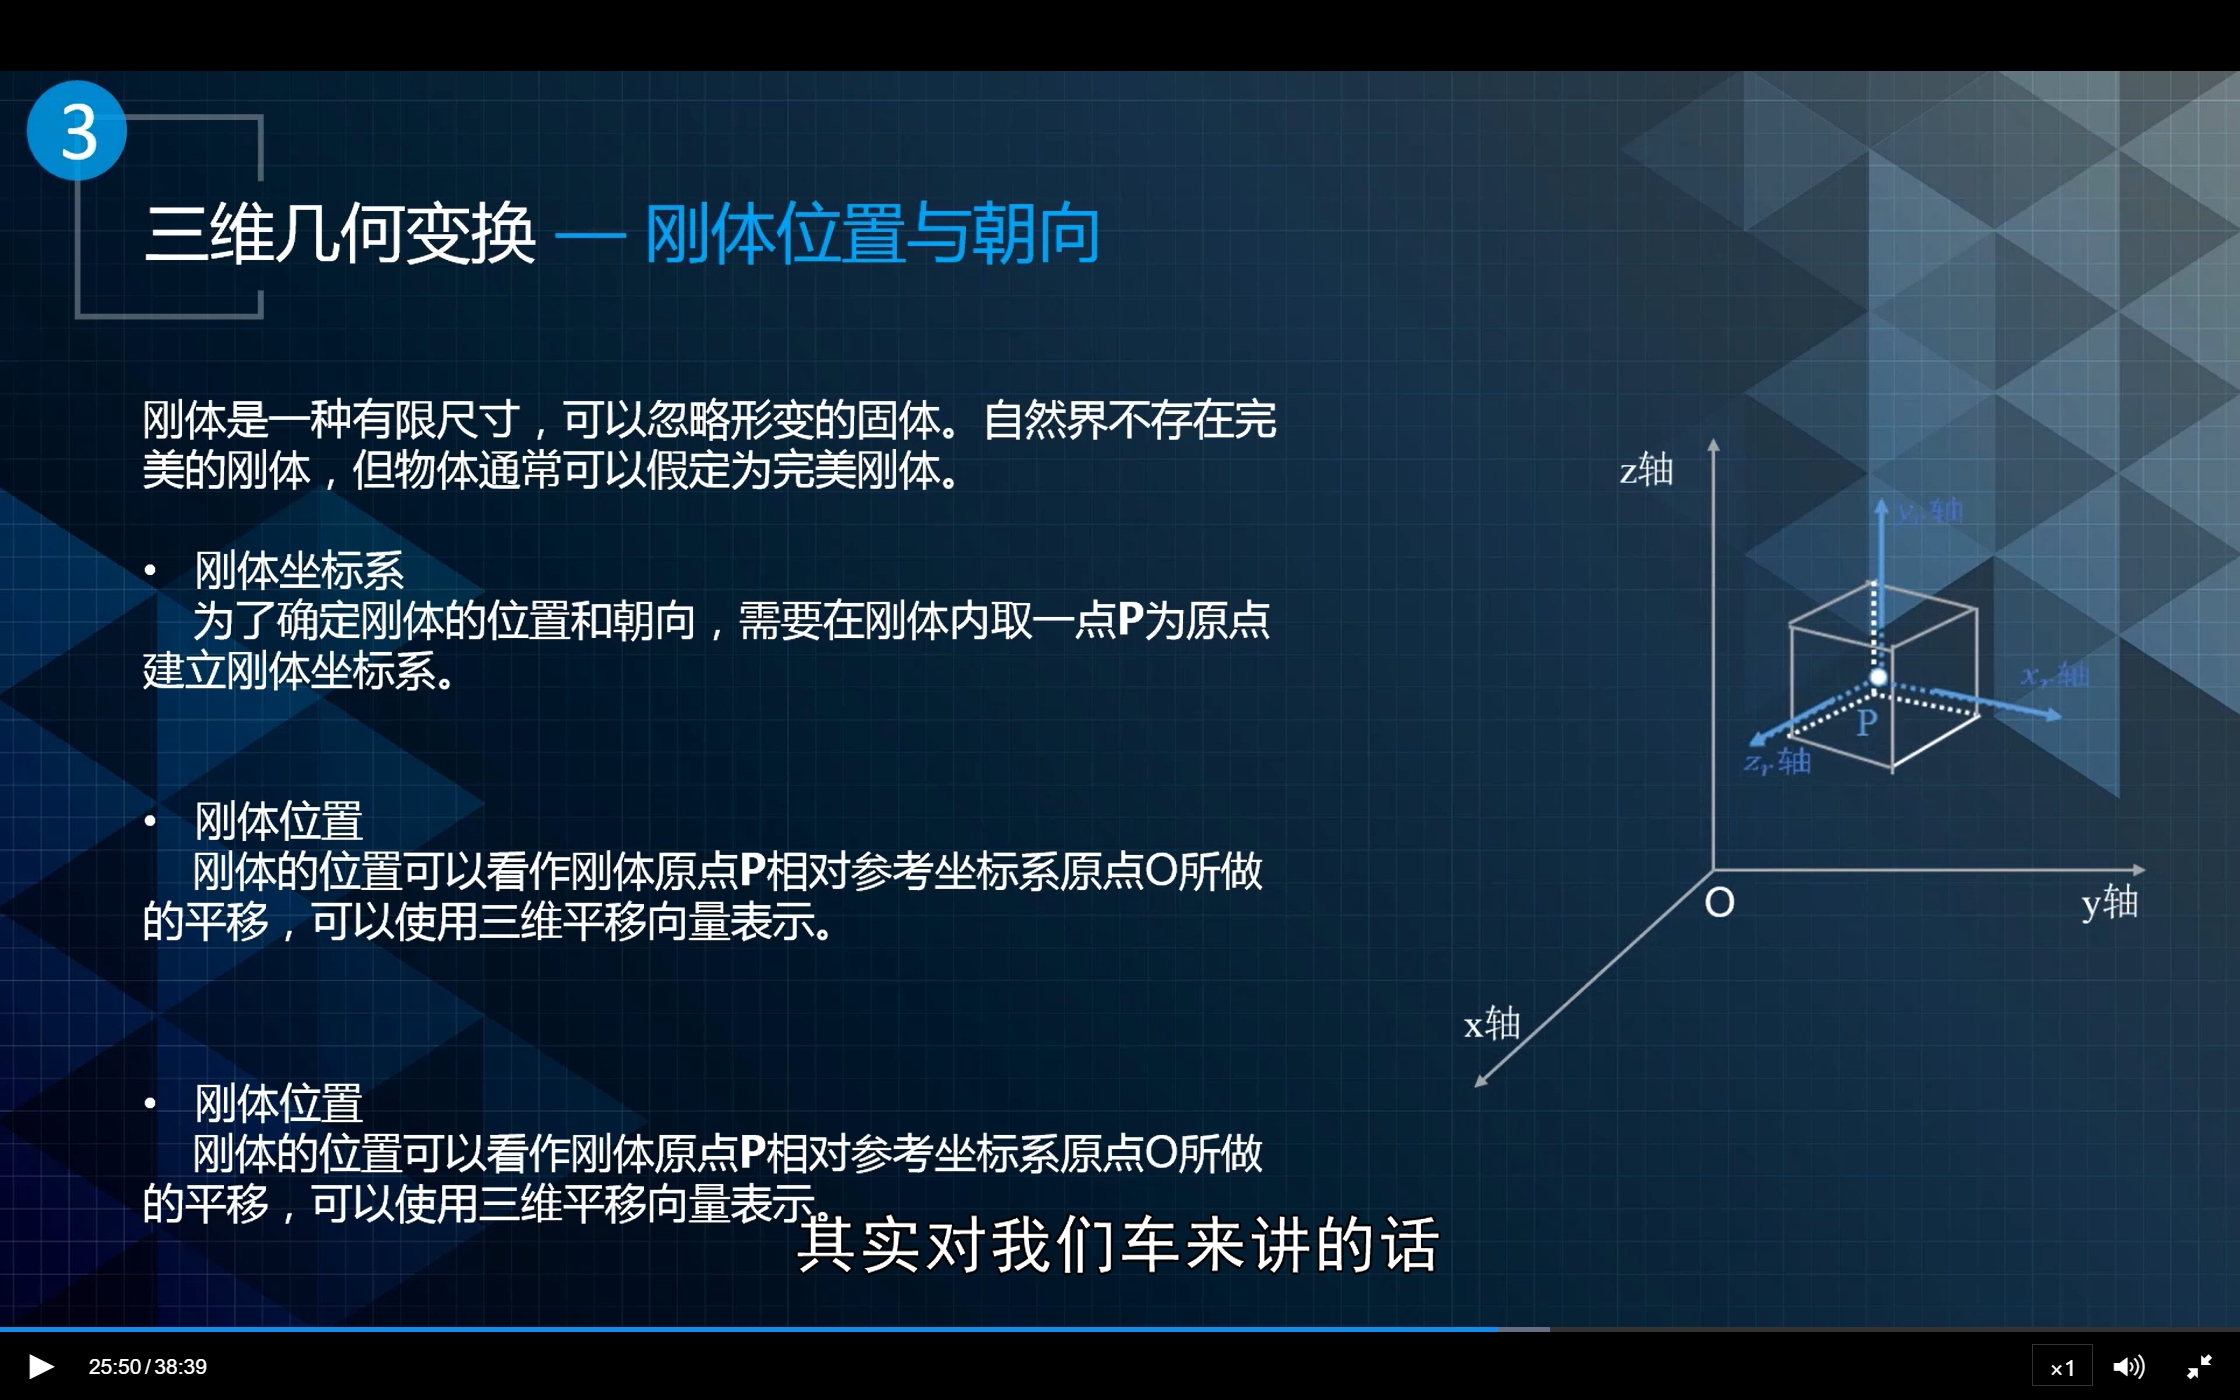 3
三维几何变换 — 刚体位置与朝向
刚体是一种有限尺寸，可以忽略形变的固体。自然界不存在完
美的刚体，但物体通常可以假定为完美刚体。
• 刚体坐标系
为了确定刚体的位置和朝向，需要在刚体内取一点P为原点
建立刚体坐标系。
• 刚体位置
刚体的位置可以看作刚体原点P相对参考坐标系原点O所做
的平移，可以使用三维平移向量表示。
• 刚体位置
刚体的位置可以看作刚体原点P相对参考坐标系原点O所做
的平移，可以使用三维平移向量表示。
z轴
yr轴
xr轴
P
zr轴
O
y轴
x轴
其实对我们车来讲的话
25:50/38:39
×1